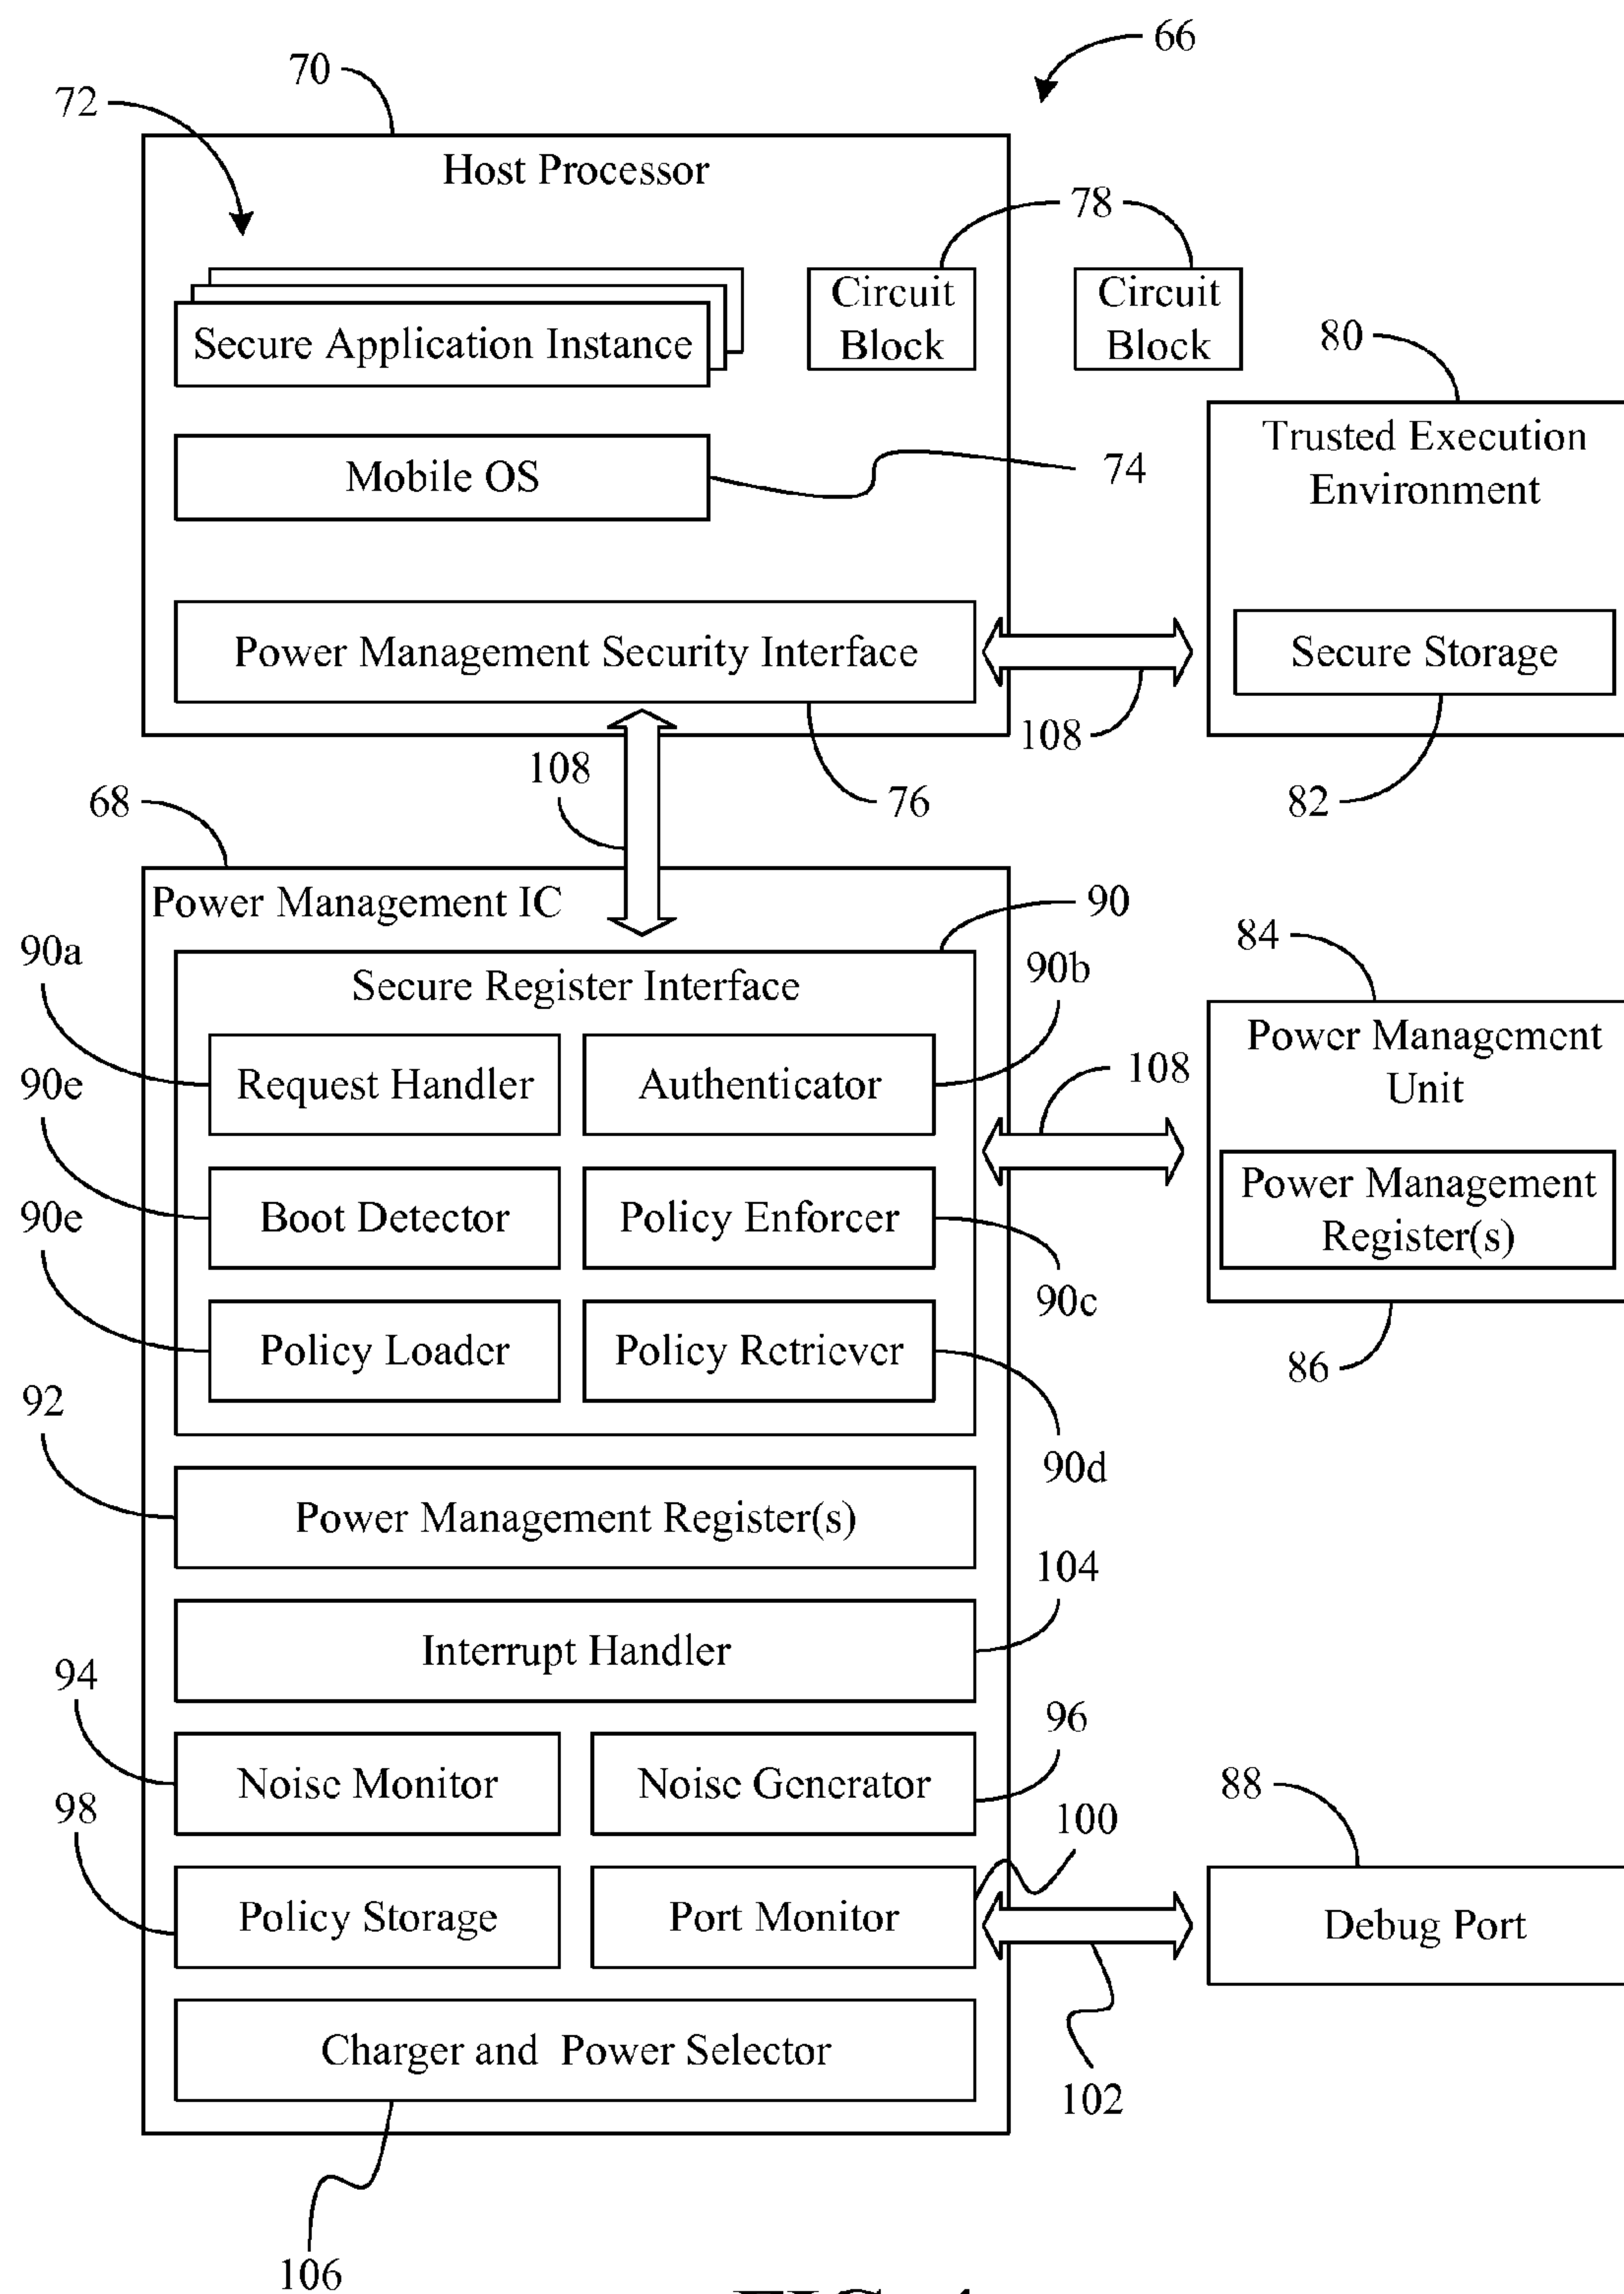 66
70
72
Host Processor
78
Circuit
Block
Circuit
Block
Secure Application Instance
80
Trusted Execution
Environment
Mobile OS
74
Power Management Security Interface
Secure Storage
108
108
76
82
68
Power Management IC
90
84
90a
90b
Secure Register Interface
Power Management
Unit
Request Handler
Authenticator
108
90e
Power Management
Register(s)
Boot Detector
Policy Enforcer
90e
90c
Policy Loader
Policy Retriever
86
92
90d
Power Management Register(s)
104
Interrupt Handler
94
96
Noise Monitor
Noise Generator
88
98
100
Policy Storage
Port Monitor
Debug Port
Charger and Power Selector
102
106